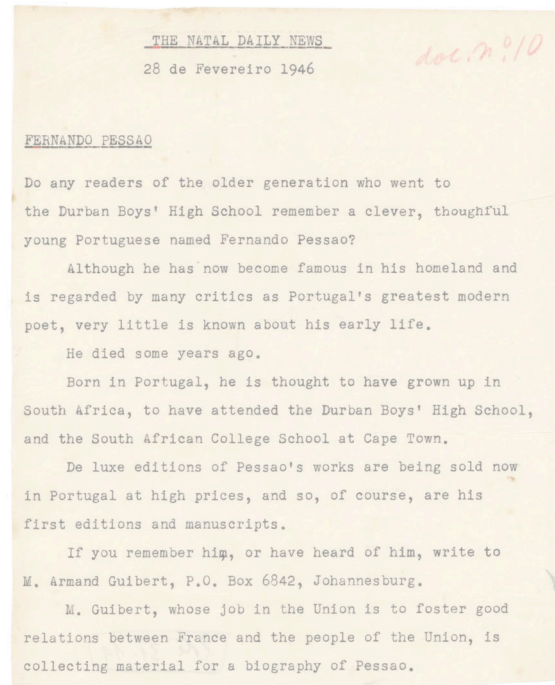 THE NATAL DAILY NEWS
doc. nº 10
28 de Fevereiro 1946
FERNANDO PESSAO
Do any readers of the older generation who went to
the Durban Boys' High School remember a clever, thoughful
young Portuguese named Fernando Pessao?
Although he has now become famous in his homeland and
is regarded by many critics as Portugal's greatest modern
poet, very little is known about his early life.
He died some years ago.
Born in Portugal, he is thought to have grown up in
South Africa, to have attended the Durban Boys' High School,
and the South African College School at Cape Town.
De luxe editions of Pessao's works are being sold now
in Portugal at high prices, and so, of course, are his
first editions and manuscripts.
If you remember him, or have heard of him, write to
M. Armand Guibert, P.O. Box 6842, Johannesburg.
M. Guibert, whose job in the Union is to foster good
relations between France and the people of the Union, is
collecting material for a biography of Pessao.